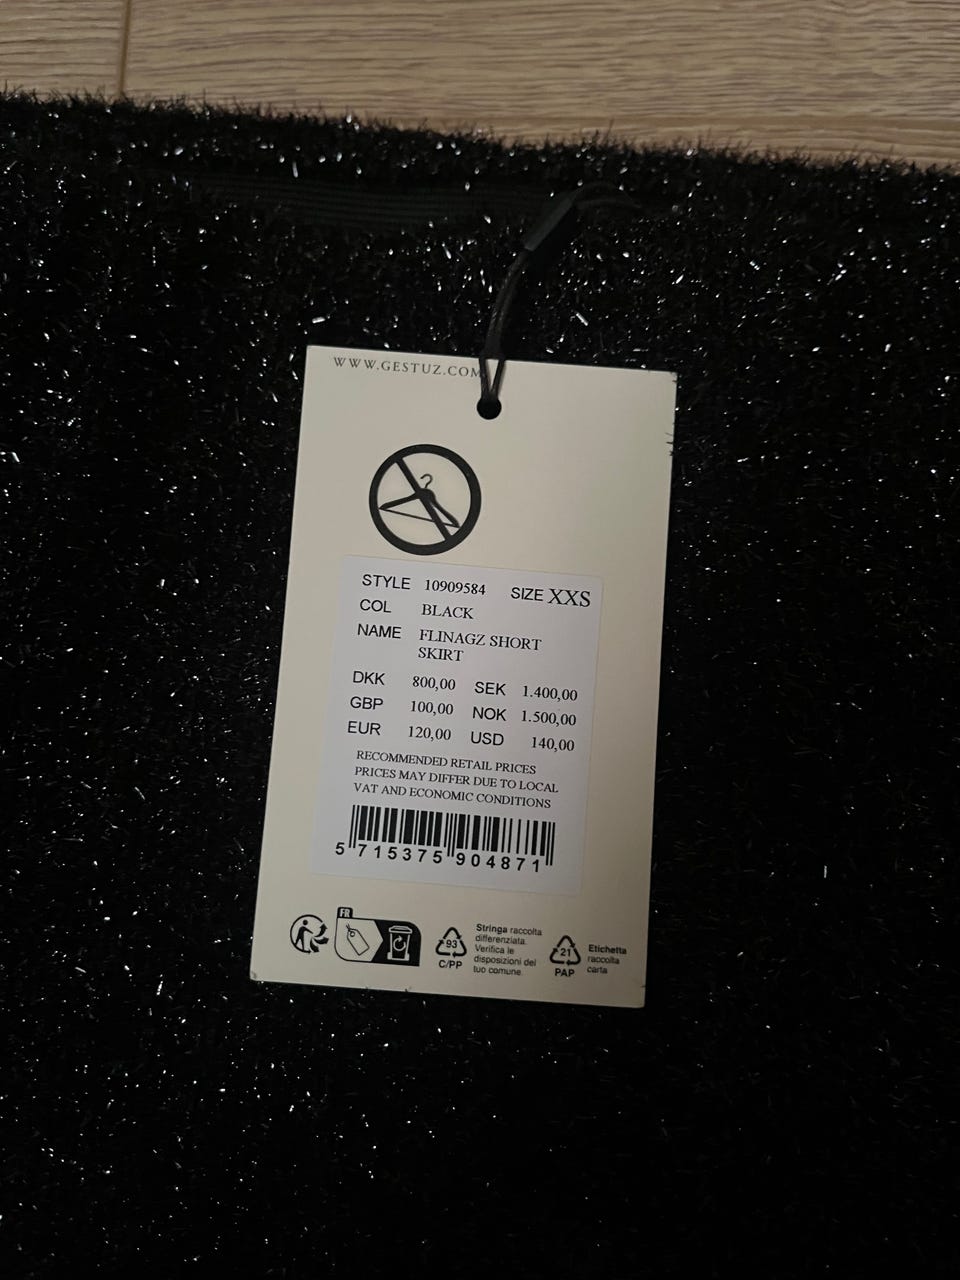 WWW.GESTUZ.COM
STYLE 10909584 SIZE XXS
COL BLACK
NAME FLINAGZ SHORT
SKIRT
DKK 800,00 SEK 1.400,00
GBP 100,00 NOK 1.500,00
EUR 120,00 USD 140,00
RECOMMENDED RETAIL PRICES
PRICES MAY DIFFER DUE TO LOCAL
VAT AND ECONOMIC CONDITIONS
5 715375 904871
FR
93
C/PP
Stringa raccolta
differenziata.
Verifica le
disposizioni del
tuo comune.
21
PAP
Etichetta
raccolta
carta